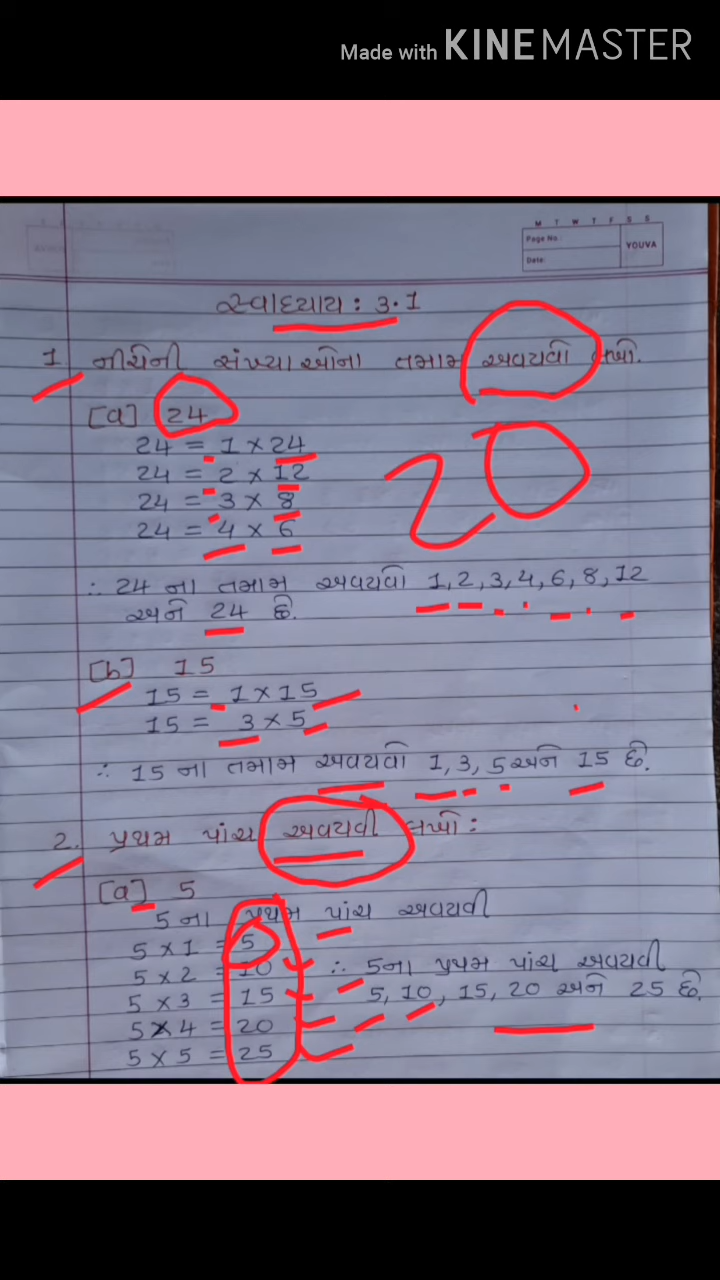 Made with KINEMASTER
M T W T F S S
Page No.:
YOUVA
Date:
સ્વાધ્યાય : ૩.1
1 નીચેની સંખ્યાઓના તમામ અવયવો લખો.
[a] 24
24 = 1 × 24
24 = 2 × 12
24 = 3 × 8
24 = 4 × 6
20
∴ 24 ના તમામ અવયવો 1, 2, 3, 4, 6, 8, 12
અને 24 છે.
[b] 15
15 = 1 × 15
15 = 3 × 5
∴ 15 ના તમામ અવયવો 1, 3, 5 અને 15 છે.
2. પ્રથમ પાંચ અવયવી લખો :
[a] 5
5 ના પ્રથમ પાંચ અવયવી
5 × 1 = 5
5 × 2 = 10
5 × 3 = 15
5 × 4 = 20
5 × 5 = 25
∴ 5ના પ્રથમ પાંચ અવયવી
5, 10, 15, 20 અને 25 છે.